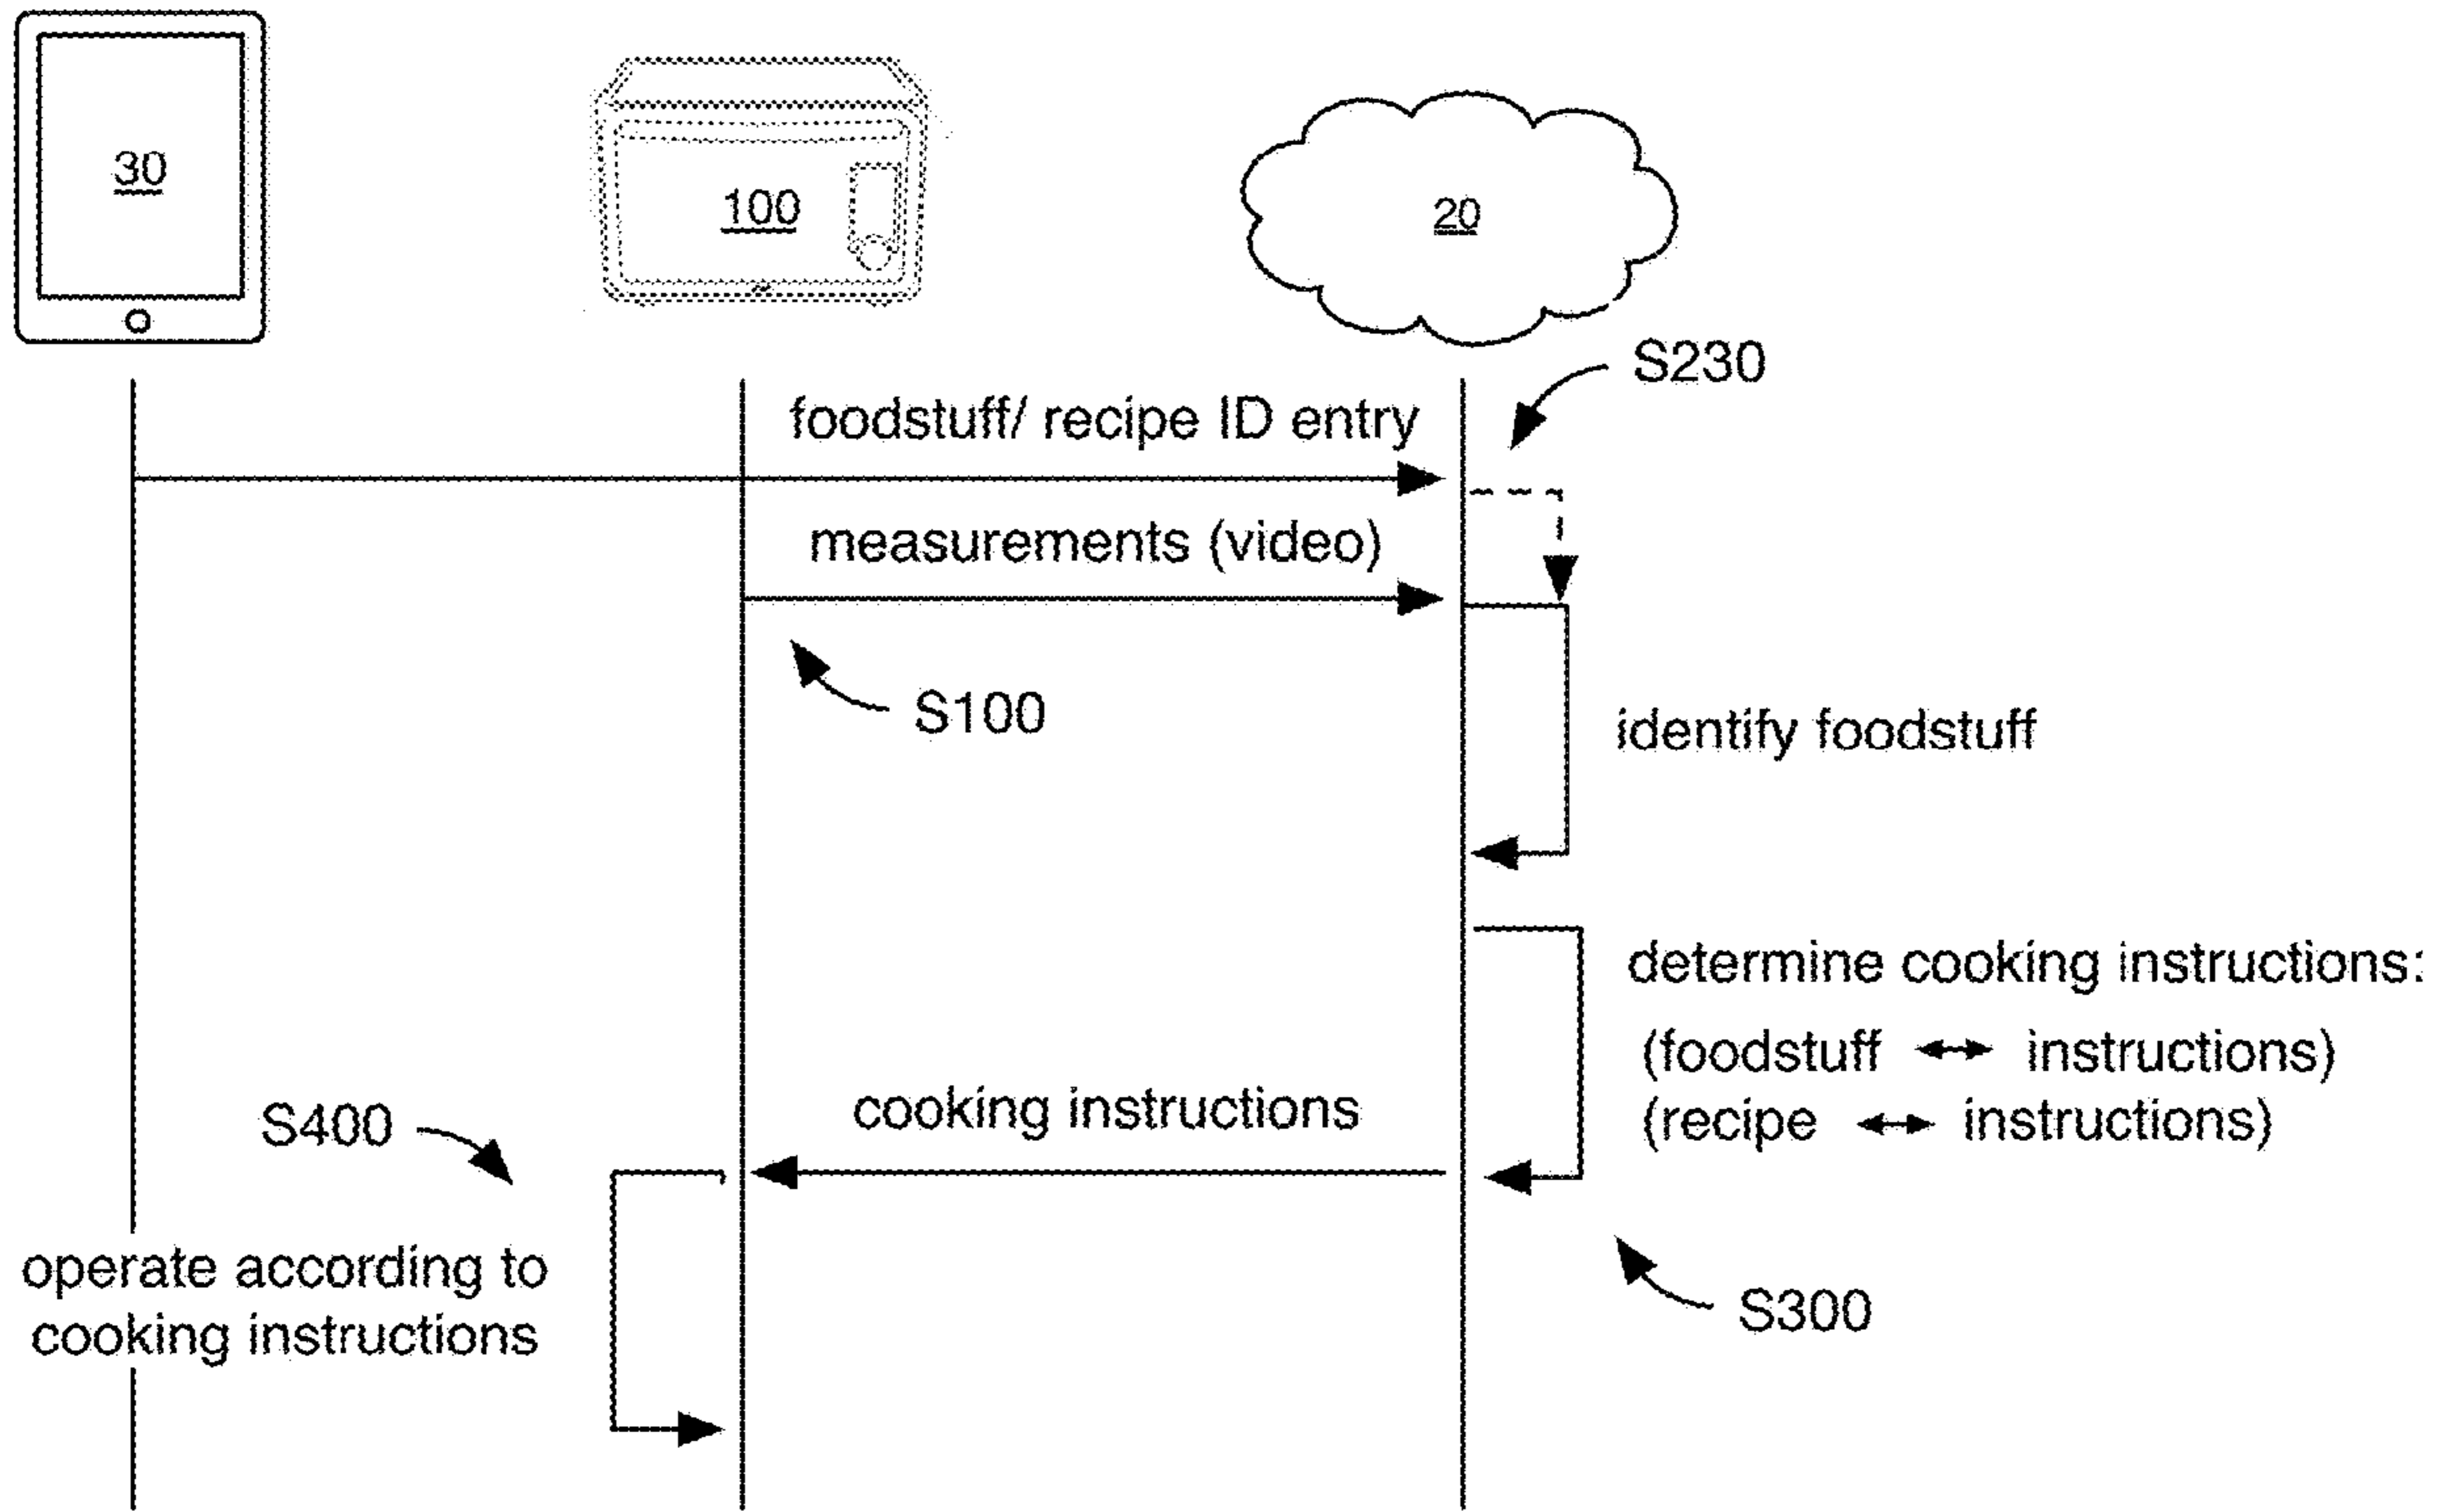 30
100
20
S230
foodstuff/ recipe ID entry
measurements (video)
S100
identify foodstuff
determine cooking instructions:
(foodstuff ↔ instructions)
(recipe ↔ instructions)
cooking instructions
S400
operate according to
cooking instructions
S300